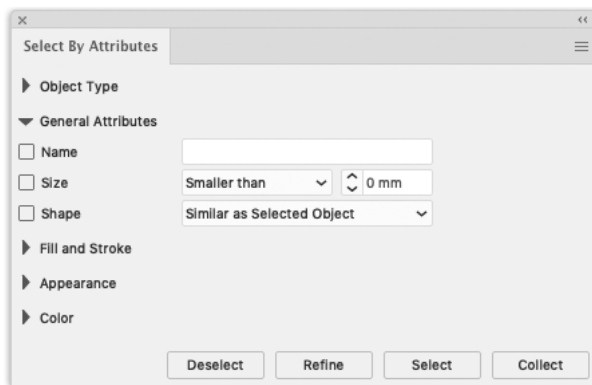 Select By Attributes
Object Type
General Attributes
Name
Size Smaller than 0 mm
Shape Similar as Selected Object
Fill and Stroke
Appearance
Color
Deselect Refine Select Collect